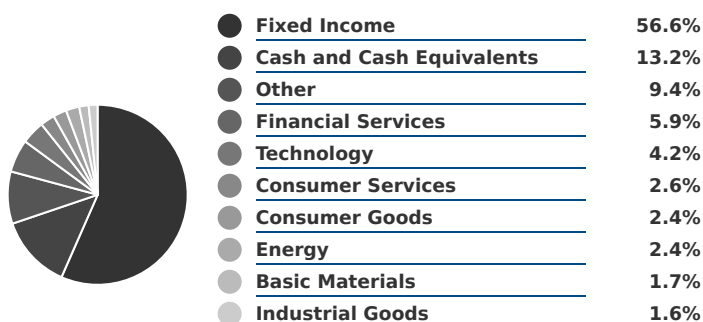 Fixed Income 56.6%
Cash and Cash Equivalents 13.2%
Other 9.4%
Financial Services 5.9%
Technology 4.2%
Consumer Services 2.6%
Consumer Goods 2.4%
Energy 2.4%
Basic Materials 1.7%
Industrial Goods 1.6%